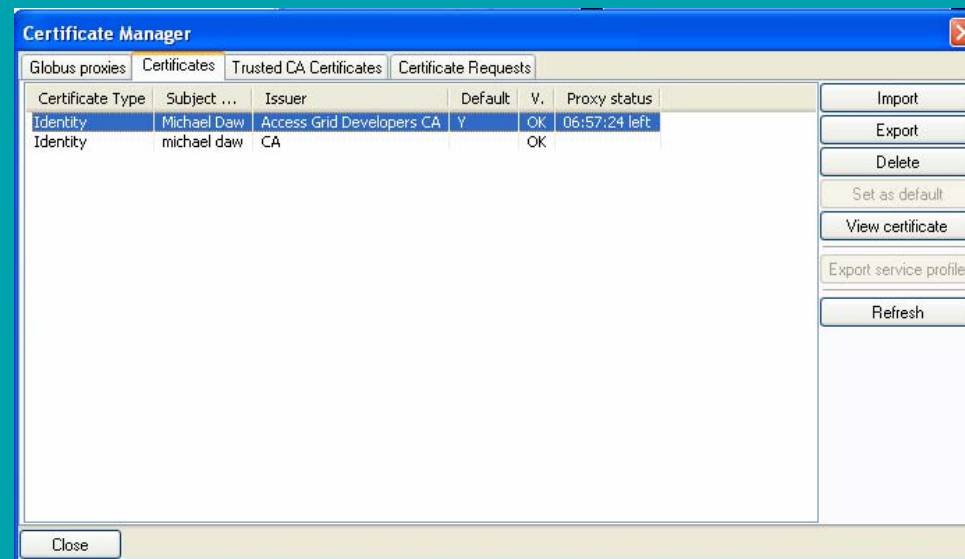 Certificate Manager
Globus proxies Certificates Trusted CA Certificates Certificate Requests
Certificate Type Subject ... Issuer Default V. Proxy status
Identity Michael Daw Access Grid Developers CA Y OK 06:57:24 left
Identity michael daw CA OK
Import
Export
Delete
Set as default
View certificate
Export service profile
Refresh
Close